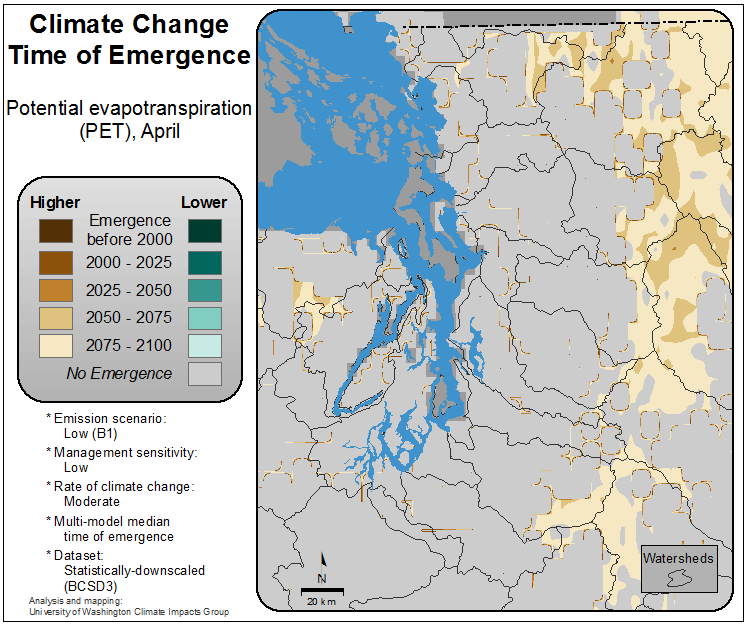 Climate Change
Time of Emergence
Potential evapotranspiration
(PET), April
Higher
Lower
Emergence
before 2000
2000 - 2025
2025 - 2050
2050 - 2075
2075 - 2100
No Emergence
* Emission scenario:
Low (B1)
* Management sensitivity:
Low
* Rate of climate change:
Moderate
* Multi-model median
time of emergence
* Dataset:
Statistically-downscaled
(BCSD3)
Analysis and mapping:
University of Washington Climate Impacts Group
N
20 km
Watersheds